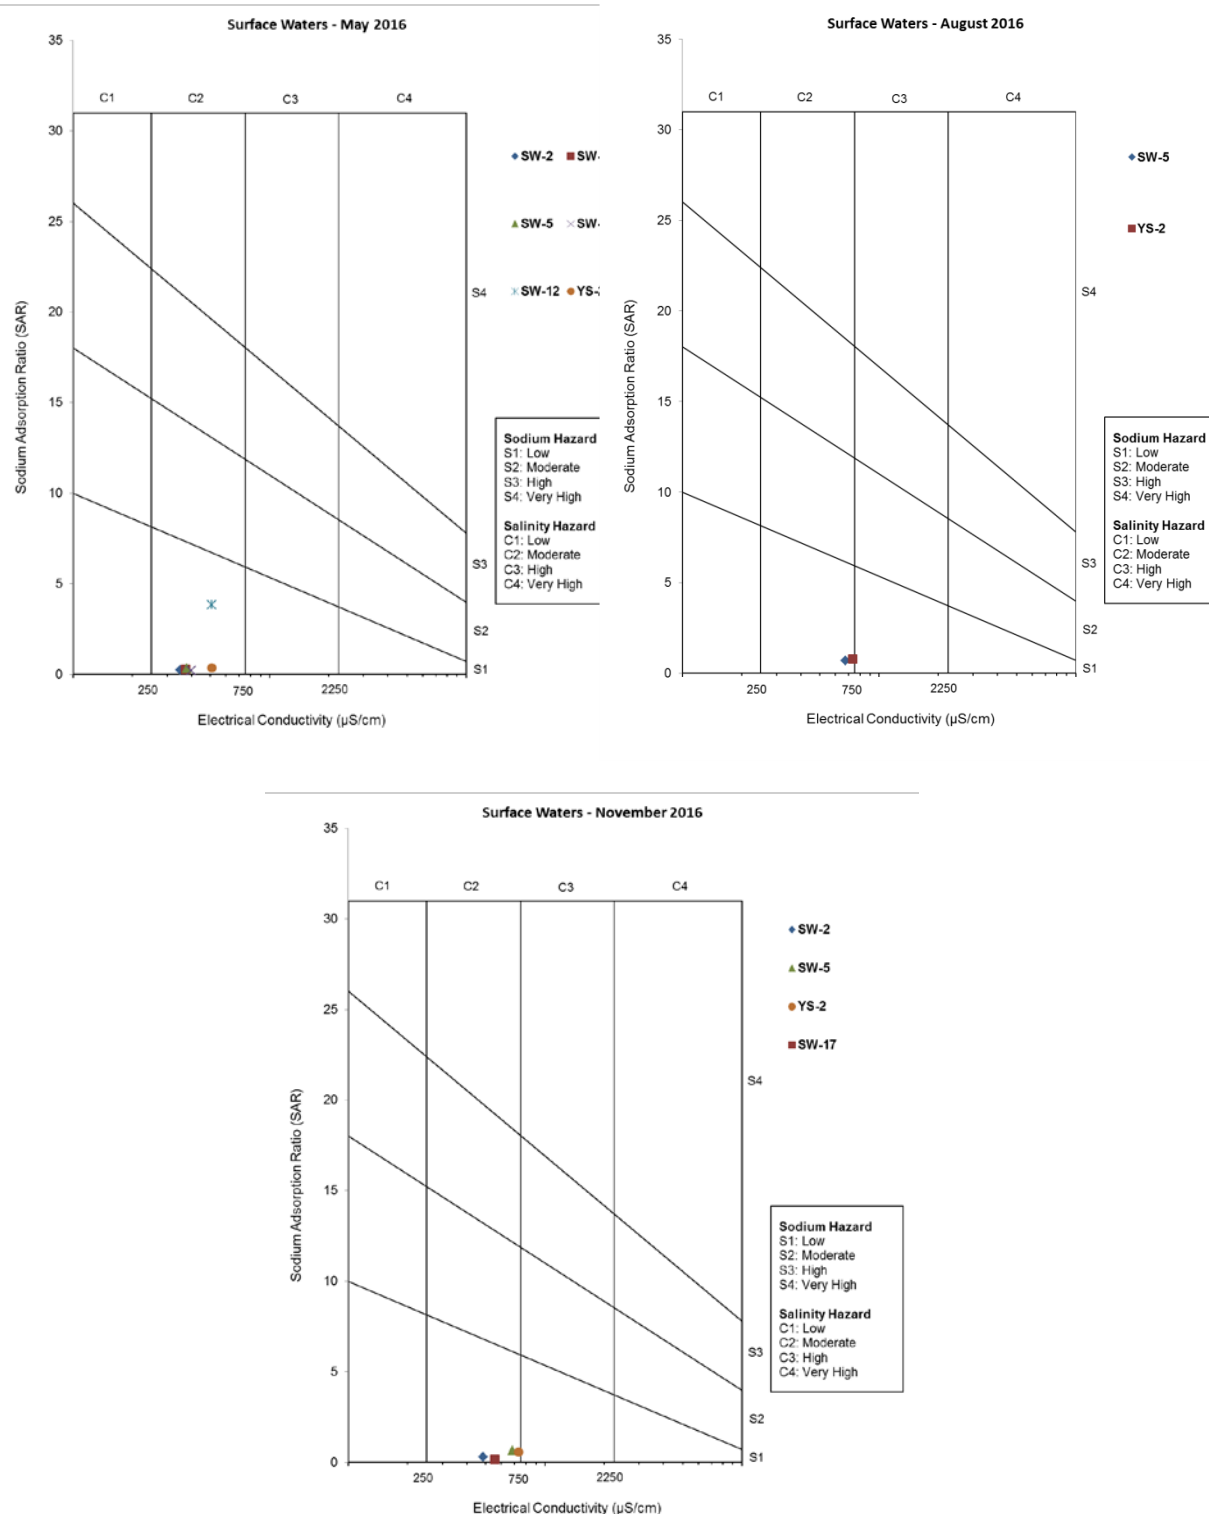 Surface Waters - May 2016
35
C1 C2 C3 C4
30
SW-2 SW-
25
SW-5 SW-
S4
SW-12 YS-
20
Sodium Adsorption Ratio (SAR)
15
Sodium Hazard
S1: Low
S2: Moderate
S3: High
S4: Very High
10
Salinity Hazard
C1: Low
C2: Moderate
C3: High
C4: Very High
S3
5
S2
S1
0
250 750 2250
Electrical Conductivity (µS/cm)
Surface Waters - August 2016
35
C1 C2 C3 C4
30
SW-5
25
YS-2
S4
20
Sodium Adsorption Ratio (SAR)
15
Sodium Hazard
S1: Low
S2: Moderate
S3: High
S4: Very High
10
Salinity Hazard
C1: Low
C2: Moderate
C3: High
C4: Very High
S3
5
S2
S1
0
250 750 2250
Electrical Conductivity (µS/cm)
Surface Waters - November 2016
35
C1 C2 C3 C4
30
SW-2
SW-5
25
YS-2
SW-17
S4
20
Sodium Adsorption Ratio (SAR)
15
Sodium Hazard
S1: Low
S2: Moderate
S3: High
S4: Very High
10
Salinity Hazard
C1: Low
C2: Moderate
C3: High
C4: Very High
S3
5
S2
S1
0
250 750 2250
Electrical Conductivity (µS/cm)